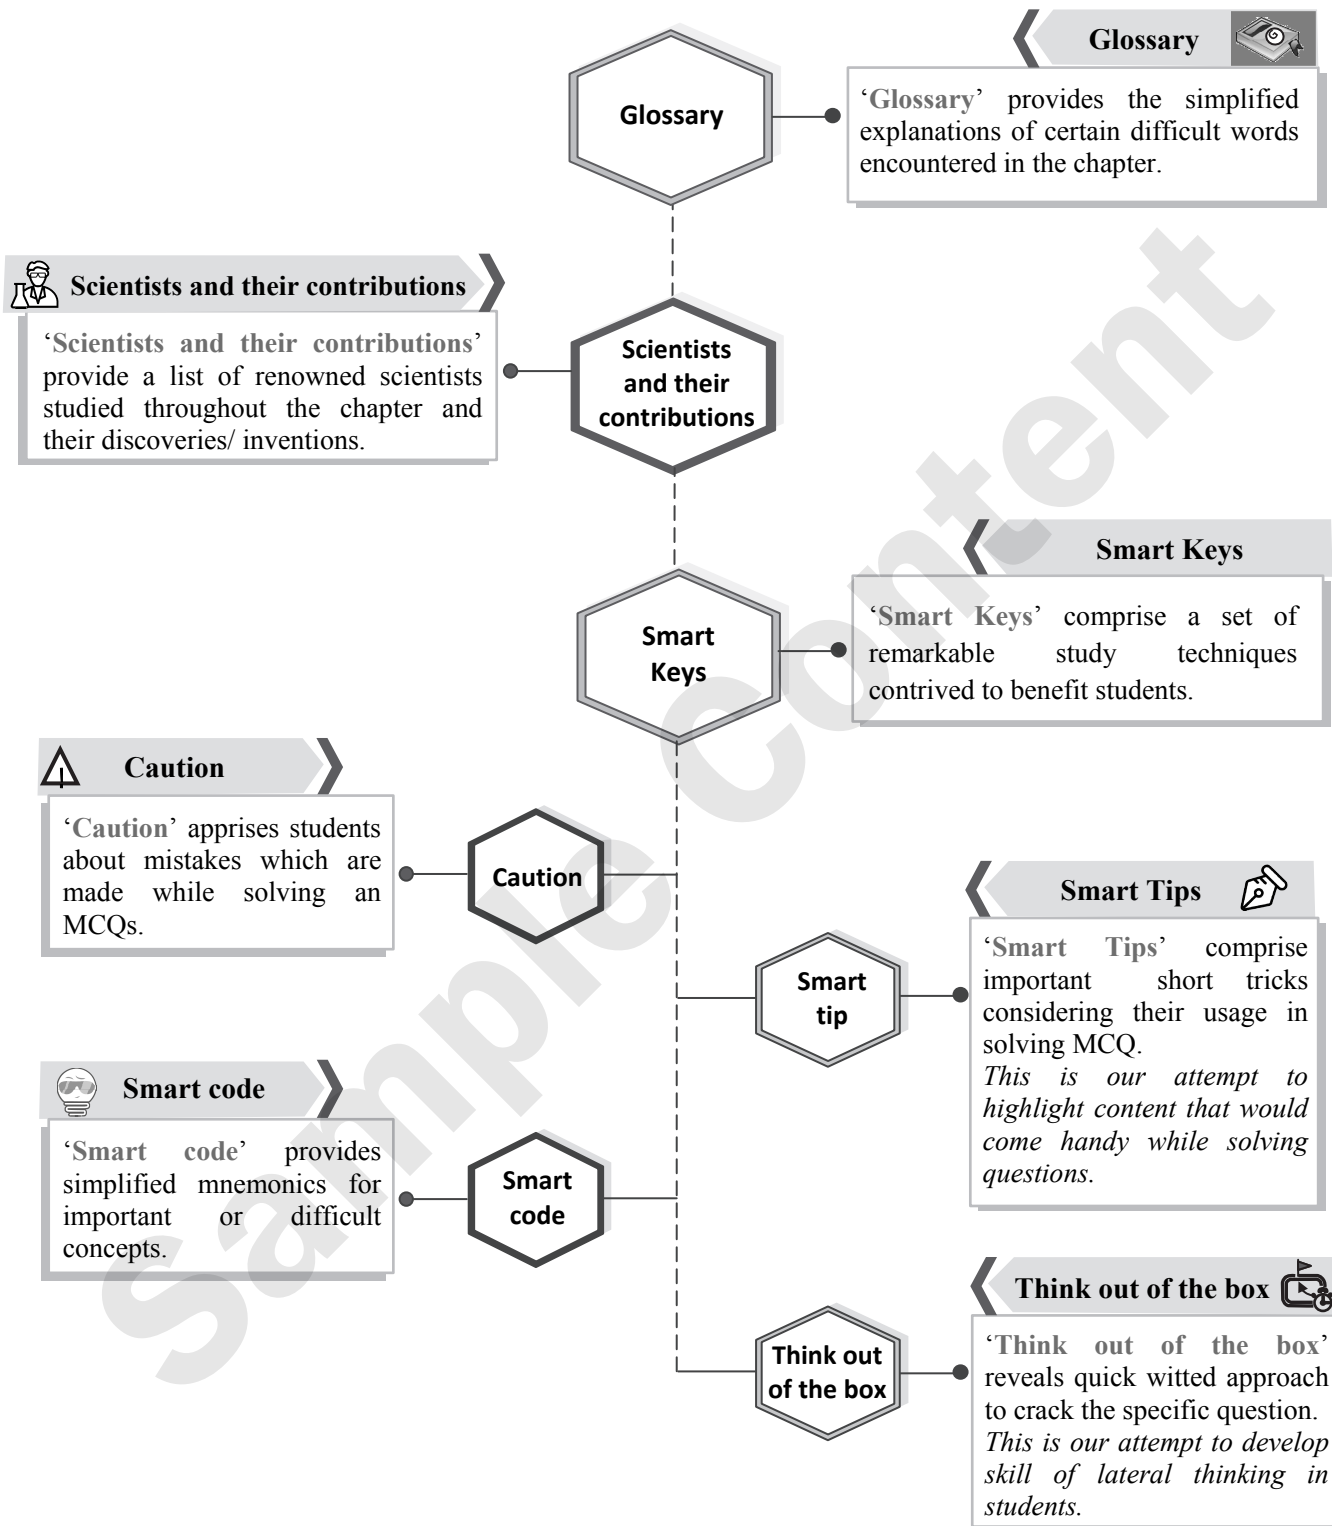 Glossary
Glossary
‘Glossary’ provides the simplified
explanations of certain difficult words
encountered in the chapter.
Scientists and their contributions
‘Scientists and their contributions’
provide a list of renowned scientists
studied throughout the chapter and
their discoveries/ inventions.
Scientists
and their
contributions
Smart Keys
Smart
Keys
‘Smart Keys’ comprise a set of
remarkable study techniques
contrived to benefit students.
Caution
‘Caution’ apprises students
about mistakes which are
made while solving an
MCQs.
Caution
Smart Tips
Smart
tip
‘Smart Tips’ comprise
important short tricks
considering their usage in
solving MCQ.
This is our attempt to
highlight content that would
come handy while solving
questions.
Smart code
‘Smart code’ provides
simplified mnemonics for
important or difficult
concepts.
Smart
code
Think out of the box
Think out
of the box
‘Think out of the box’
reveals quick witted approach
to crack the specific question.
This is our attempt to develop
skill of lateral thinking in
students.
Sample Content